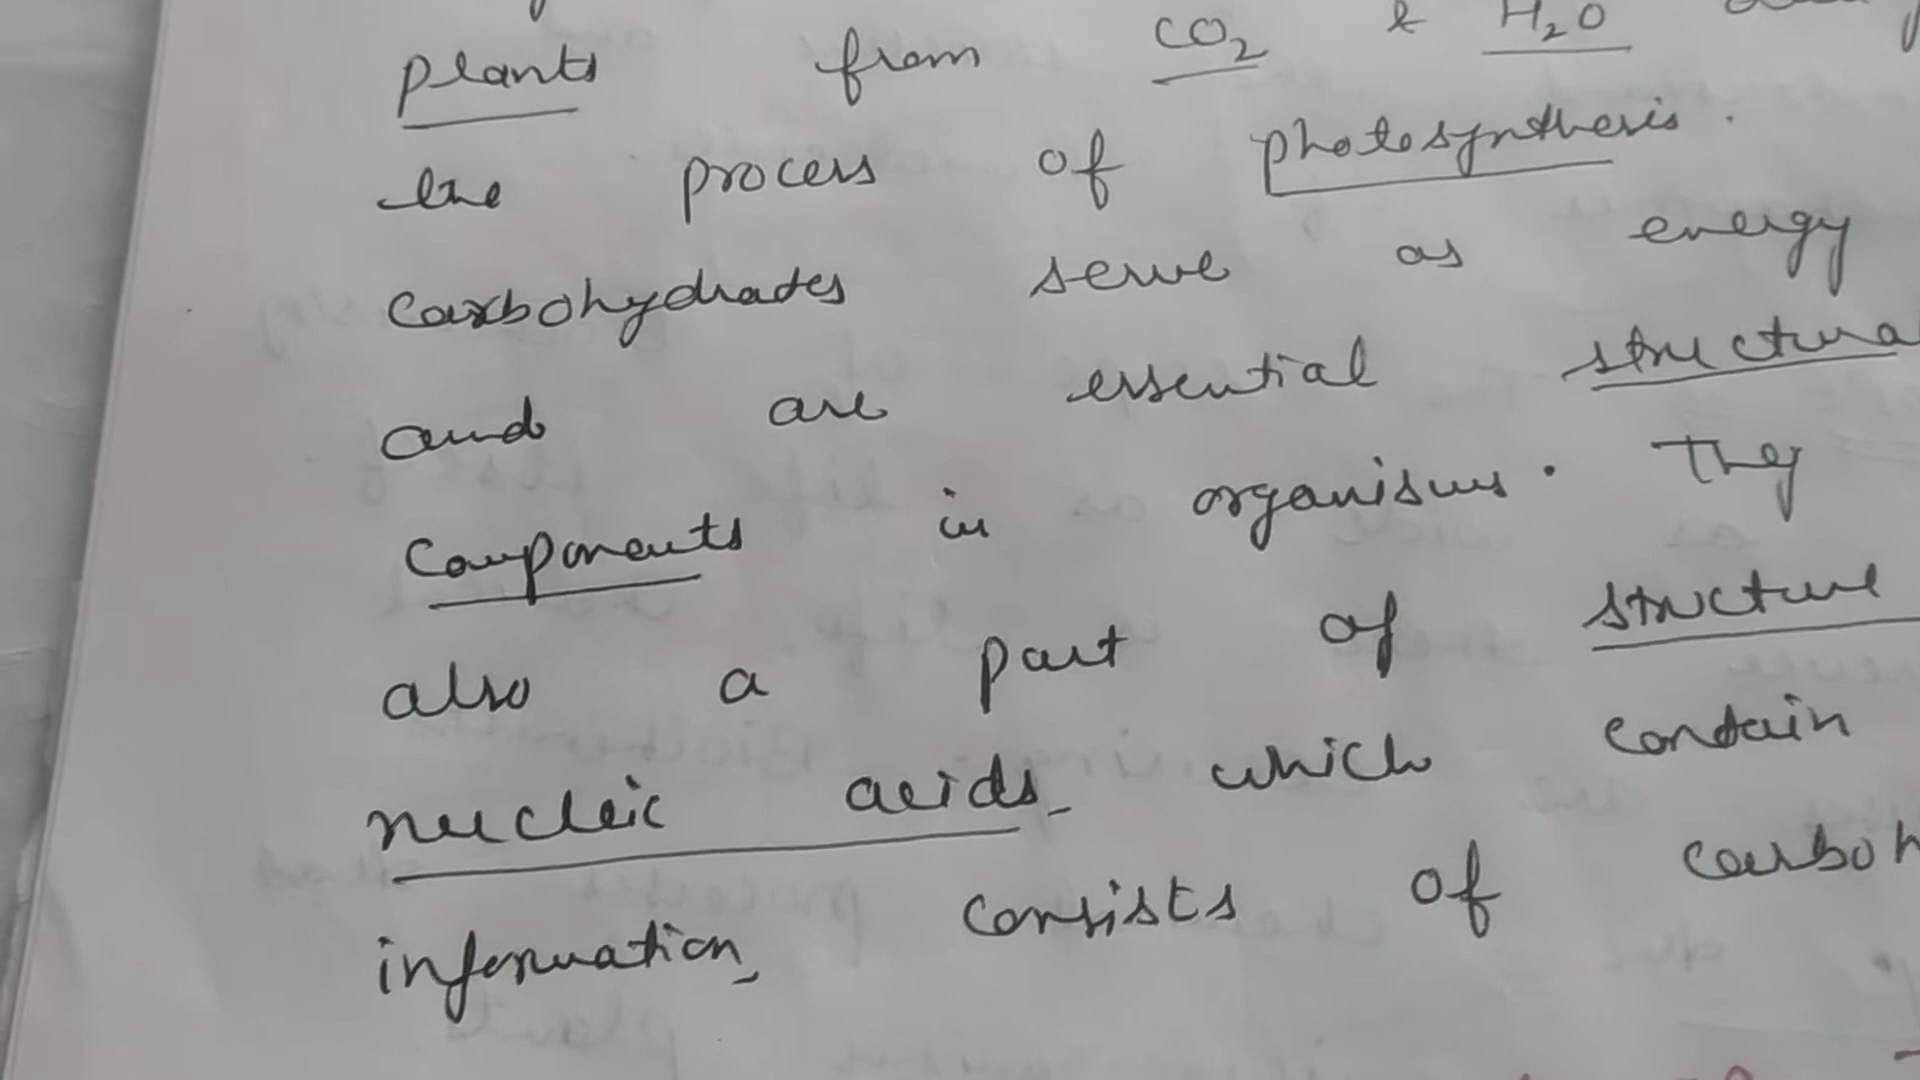 plants from CO2 & H2O
the process of photosynthesis.
carbohydrates serve as energy
and are essential structura
components in organisms. They
also a part of structure
nucleic acids which contain
information, consists of carboh